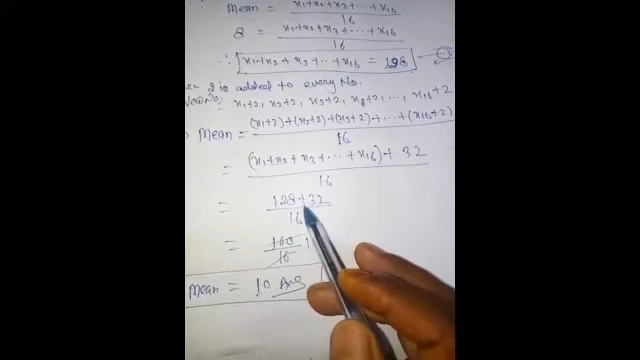 Mean = x1+x2+x3+...+x16 / 16
8 = x1+x2+x3+...+x16 / 16
∴ x1+x2+x3+...+x16 = 128
2 is added to every No.
New No: x1+2, x2+2, x3+2, x4+2, ..., x16+2
Mean = (x1+2)+(x2+2)+(x3+2)+...+(x16+2) / 16
= (x1+x2+x3+...+x16)+32 / 16
= 128+32 / 16
= 160 / 16
Mean = 10 Ans